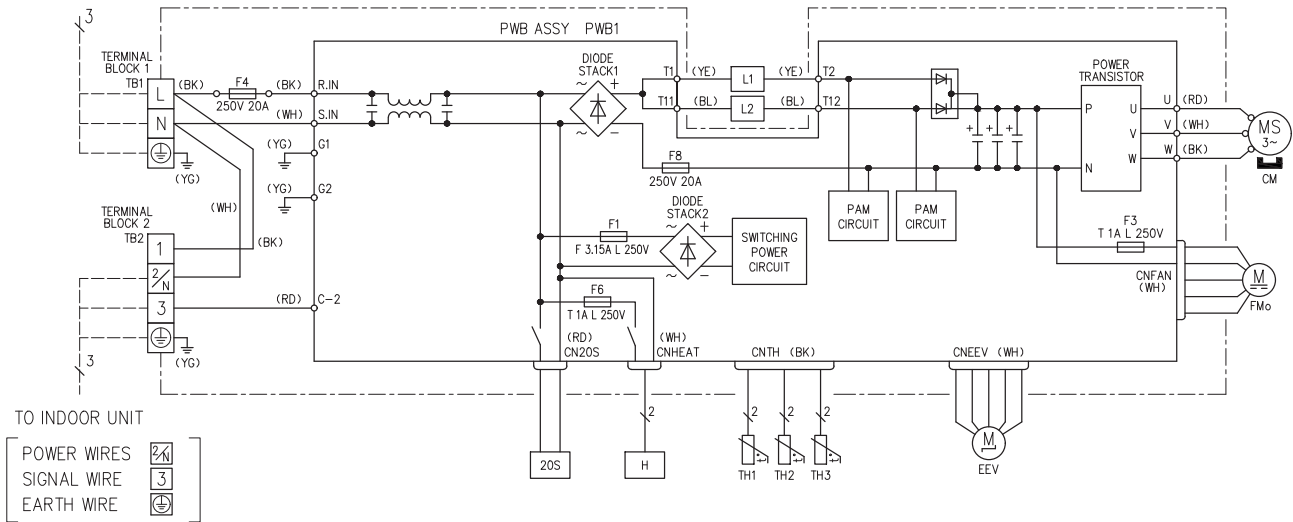 3
PWB ASSY PWB1
TERMINAL
BLOCK 1
TB1
L
N
(BK)
F4
250V 20A
(BK)
R.IN
(WH)
S.IN
(YG)
G1
(YG)
(YG)
G2
(WH)
(BK)
DIODE
STACK1
~
+
~
−
T1
(YE)
L1
(YE)
T2
T11
(BL)
L2
(BL)
T12
F8
250V 20A
+
+
+
POWER
TRANSISTOR
P
N
U
V
W
U
(RD)
V
(WH)
W
(BK)
MS
3~
CM
PAM
CIRCUIT
PAM
CIRCUIT
F3
T 1A L 250V
CNFAN
(WH)
M
FMo
TERMINAL
BLOCK 2
TB2
1
2/N
3
(RD)
C-2
(YG)
3
F1
F 3.15A L 250V
DIODE
STACK2
~
+
~
−
SWITCHING
POWER
CIRCUIT
F6
T 1A L 250V
(RD)
CN20S
(WH)
CNHEAT
CNTH (BK)
CNEEV (WH)
20S
2
H
2
2
2
t°
t°
t°
TH1
TH2
TH3
M
EEV
TO INDOOR UNIT
POWER WIRES 2/N
SIGNAL WIRE 3
EARTH WIRE